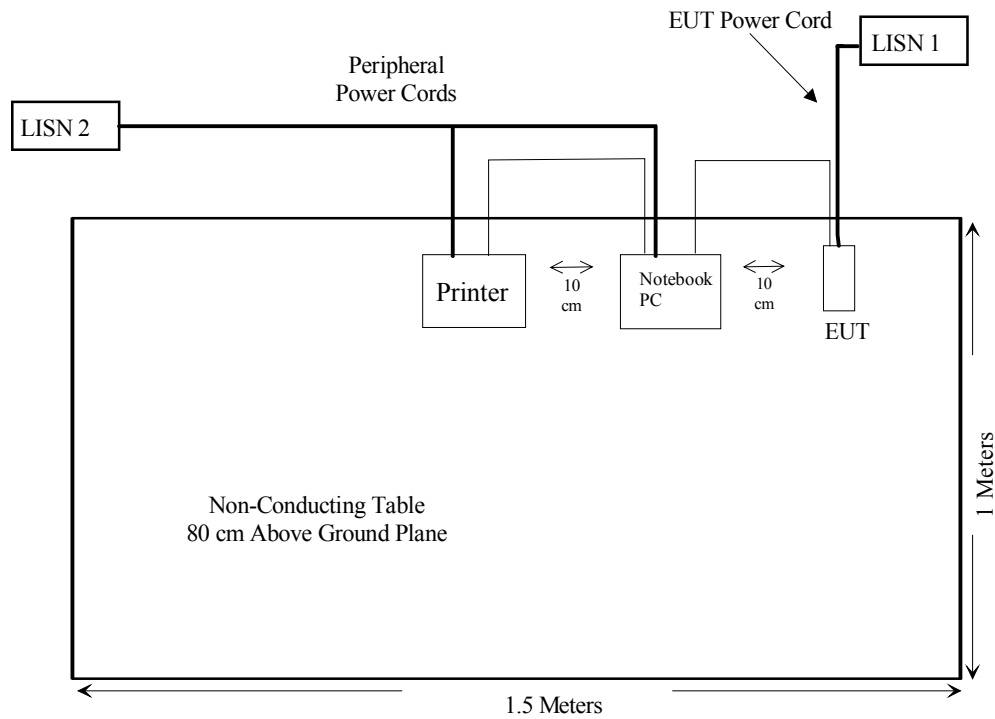 EUT Power Cord
LISN 1
Peripheral
Power Cords
LISN 2
Printer
10
cm
Notebook
PC
10
cm
EUT
1 Meters
Non-Conducting Table
80 cm Above Ground Plane
1.5 Meters